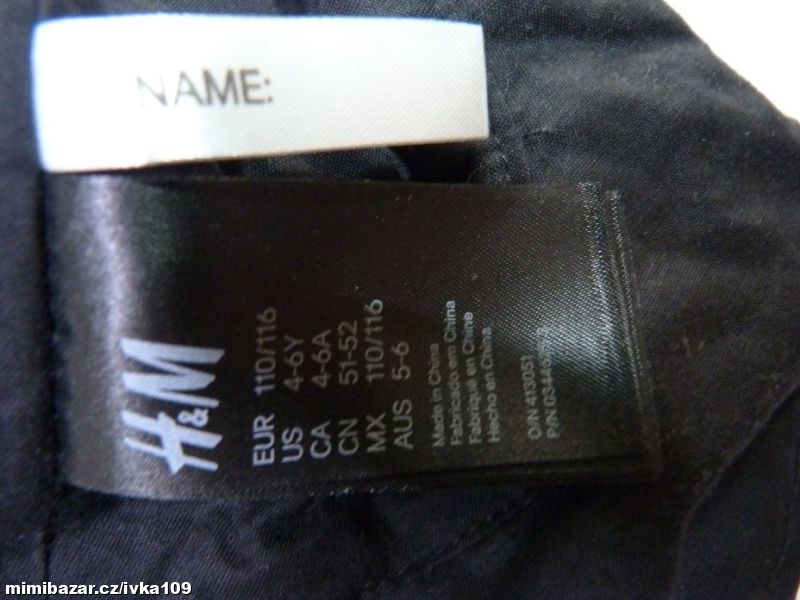 NAME:
H&M
EUR 110/116
US 4-6Y
CA 4-6A
CN 51-52
MX 110/116
AUS 5-6
Made in China
Fabricado em China
Fabriqué en Chine
Hecho en China
O/N 413051
P/N
mimibazar.cz/ivka109